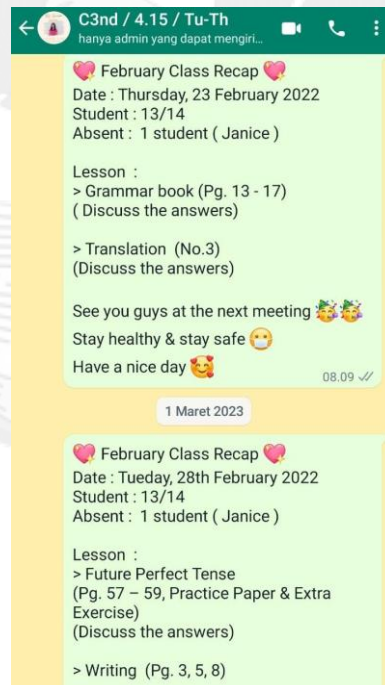 C3nd / 4.15 / Tu-Th
hanya admin yang dapat mengiri...
💖 February Class Recap 💖
Date : Thursday, 23 February 2022
Student : 13/14
Absent : 1 student ( Janice )
Lesson :
> Grammar book (Pg. 13 - 17)
( Discuss the answers)
> Translation (No.3)
(Discuss the answers)
See you guys at the next meeting 🥳🥳
Stay healthy & stay safe 😷
Have a nice day 🥰
08.09
1 Maret 2023
💖 February Class Recap 💖
Date : Tueday, 28th February 2022
Student : 13/14
Absent : 1 student ( Janice )
Lesson :
> Future Perfect Tense
(Pg. 57 – 59, Practice Paper & Extra
Exercise)
(Discuss the answers)
> Writing (Pg. 3, 5, 8)